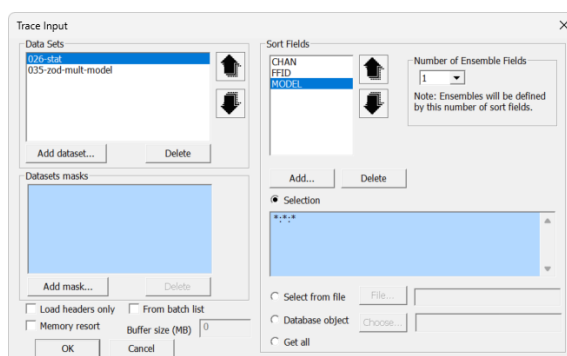 Trace Input
Data Sets
026-stat
035-zod-mult-model
Add dataset...
Delete
Datasets masks
Add mask...
Delete
Load headers only
From batch list
Memory resort
Buffer size (MB)
0
OK
Cancel
Sort Fields
CHAN
FFID
MODEL
Number of Ensemble Fields
1
Note: Ensembles will be defined
by this number of sort fields.
Add...
Delete
Selection
*:*:*
Select from file
File...
Database object
Choose...
Get all